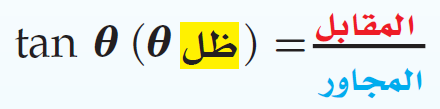 tan θ (θ ظل) = المقابل
المجاور